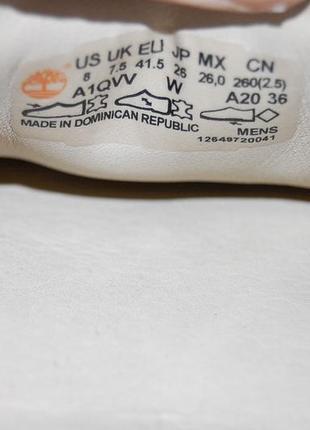 US UK EU JP MX CN
8 7.5 41.5 26 26,0 260(2.5)
A1QVV W A20 36
MADE IN DOMINICAN REPUBLIC MENS
12649720041